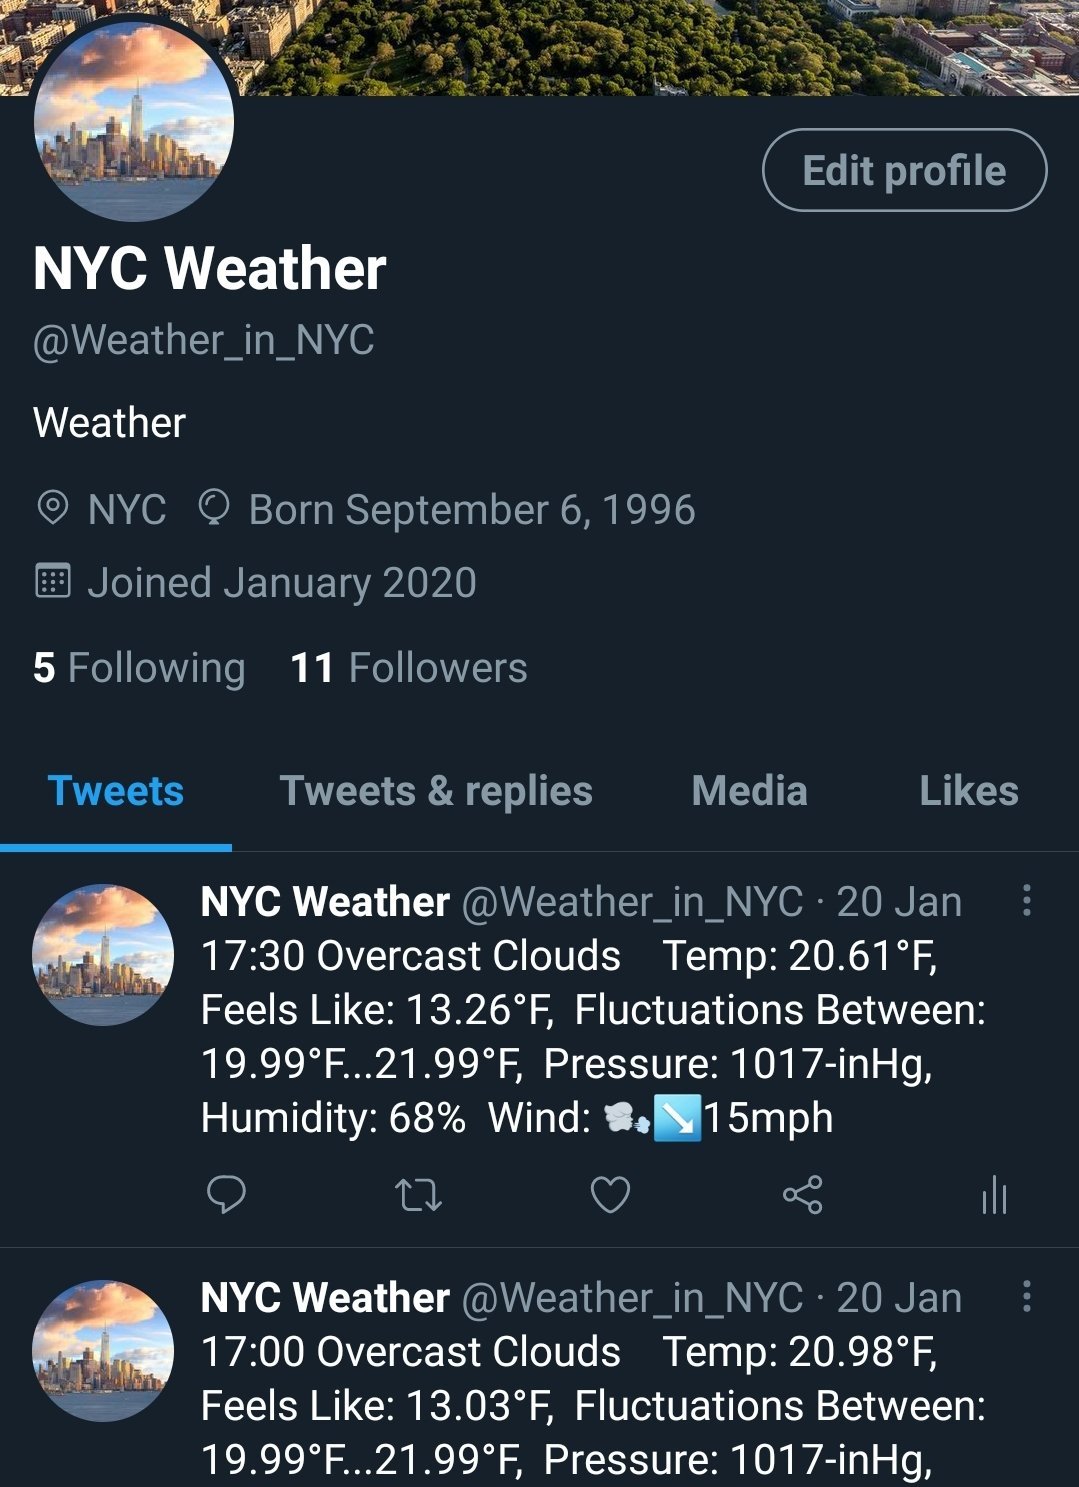 Edit profile
NYC Weather
@Weather_in_NYC
Weather
NYC Born September 6, 1996
Joined January 2020
5 Following 11 Followers
Tweets Tweets & replies Media Likes
NYC Weather @Weather_in_NYC · 20 Jan
17:30 Overcast Clouds Temp: 20.61°F,
Feels Like: 13.26°F, Fluctuations Between:
19.99°F...21.99°F, Pressure: 1017-inHg,
Humidity: 68% Wind: 🌬️↘️15mph
NYC Weather @Weather_in_NYC · 20 Jan
17:00 Overcast Clouds Temp: 20.98°F,
Feels Like: 13.03°F, Fluctuations Between:
19.99°F...21.99°F, Pressure: 1017-inHg,